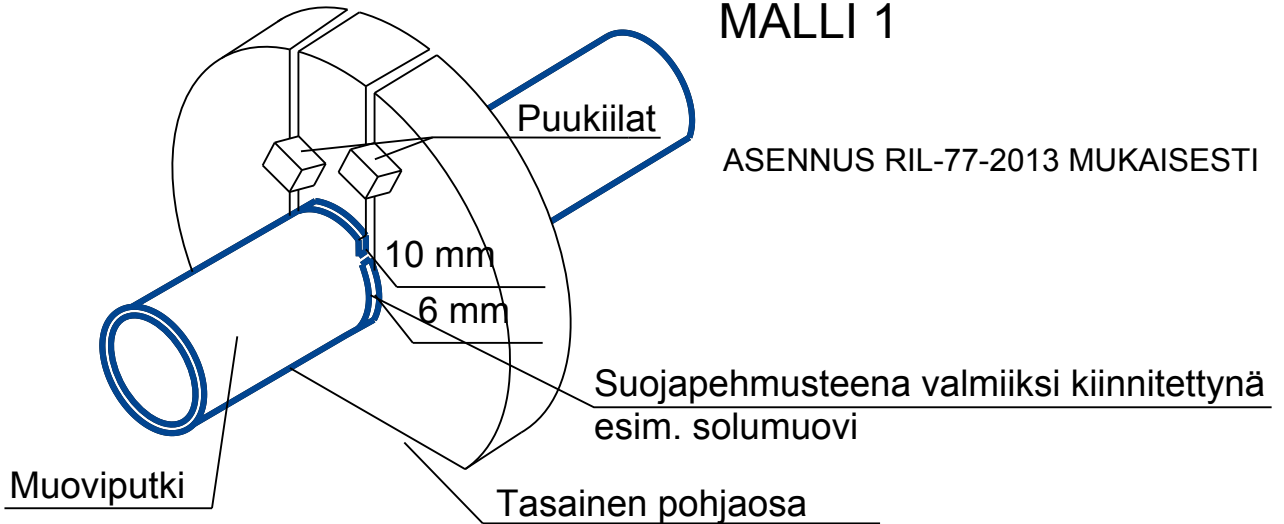 MALLI 1
Puukiilat
ASENNUS RIL-77-2013 MUKAISESTI
10 mm
6 mm
Suojapehmusteena valmiiksi kiinnitettynä
esim. solumuovi
Muoviputki
Tasainen pohjaosa